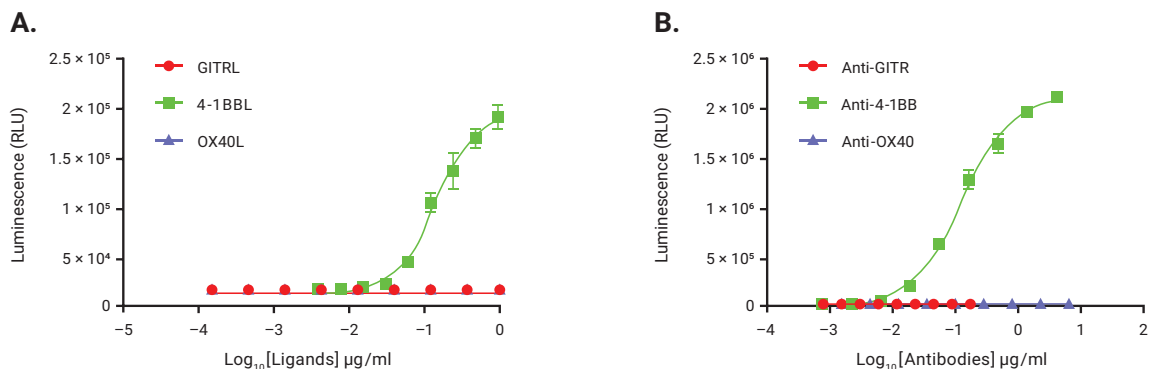 A.
2.5 × 10⁵
2 × 10⁵
1.5 × 10⁵
1 × 10⁵
5 × 10⁴
0
Luminescence (RLU)
GITRL
4-1BBL
OX40L
−5 −4 −3 −2 −1 0
Log₁₀[Ligands] μg/ml
B.
2.5 × 10⁶
2 × 10⁶
1.5 × 10⁶
1 × 10⁶
5 × 10⁵
0
Luminescence (RLU)
Anti-GITR
Anti-4-1BB
Anti-OX40
−4 −3 −2 −1 0 1 2
Log₁₀[Antibodies] μg/ml